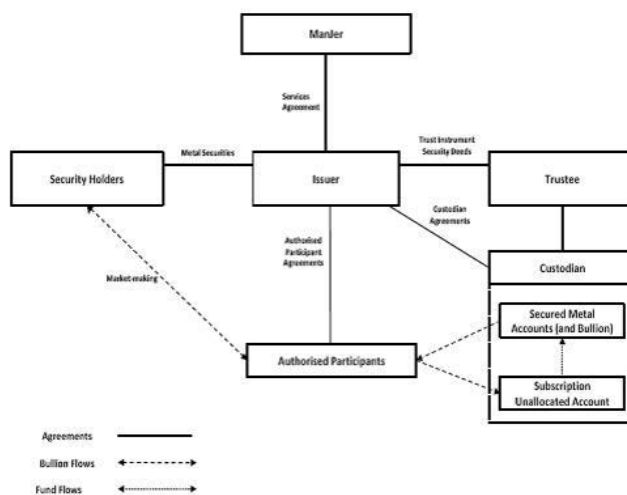 ManJer
Services
Agreement
Trust Instrument
Security Deeds
Metal Securities
Security Holders
Issuer
Trustee
Custodian
Agreements
Authorised
Participant
Agreements
Custodian
Market-making
Secured Metal
Accounts (and Bullion)
Authorised Participants
Subscription
Unallocated Account
Agreements
Bullion Flows
Fund Flows